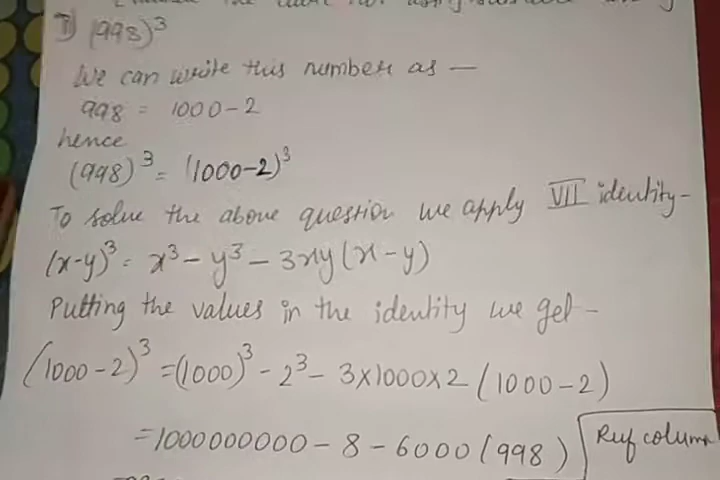 (998)³
We can write this number as —
998 = 1000-2
hence
(998)³ = (1000-2)³
To solve the above question we apply VII identity-
(x-y)³ = x³ - y³ - 3xy(x-y)
Putting the values in the identity we get -
(1000-2)³ = (1000)³ - 2³ - 3×1000×2 (1000-2)
= 1000000000 - 8 - 6000 (998)
Ruf column